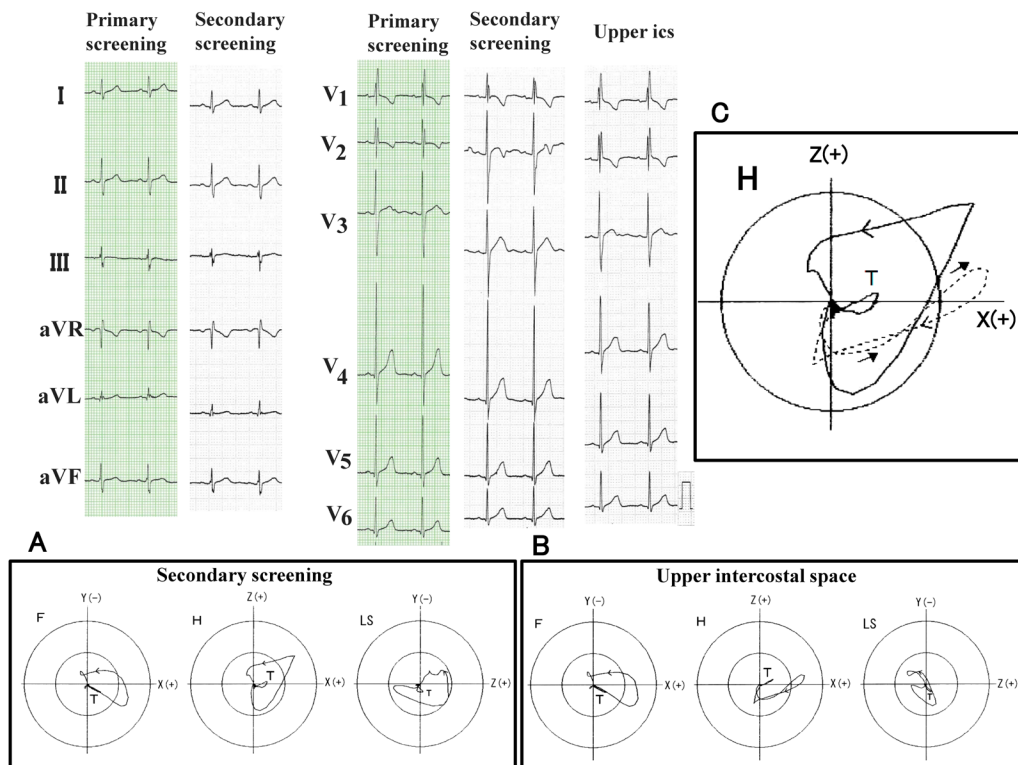 Primary
screening
Secondary
screening
I
II
III
aVR
aVL
aVF
Primary
screening
Secondary
screening
Upper ics
V1
V2
V3
V4
V5
V6
C
H
Z(+)
T
X(+)
A
Secondary screening
F
Y(−)
X(+)
T
H
Z(+)
X(+)
T
LS
Y(−)
Z(+)
T
B
Upper intercostal space
F
Y(−)
X(+)
T
H
Z(+)
X(+)
T
LS
Y(−)
Z(+)
T